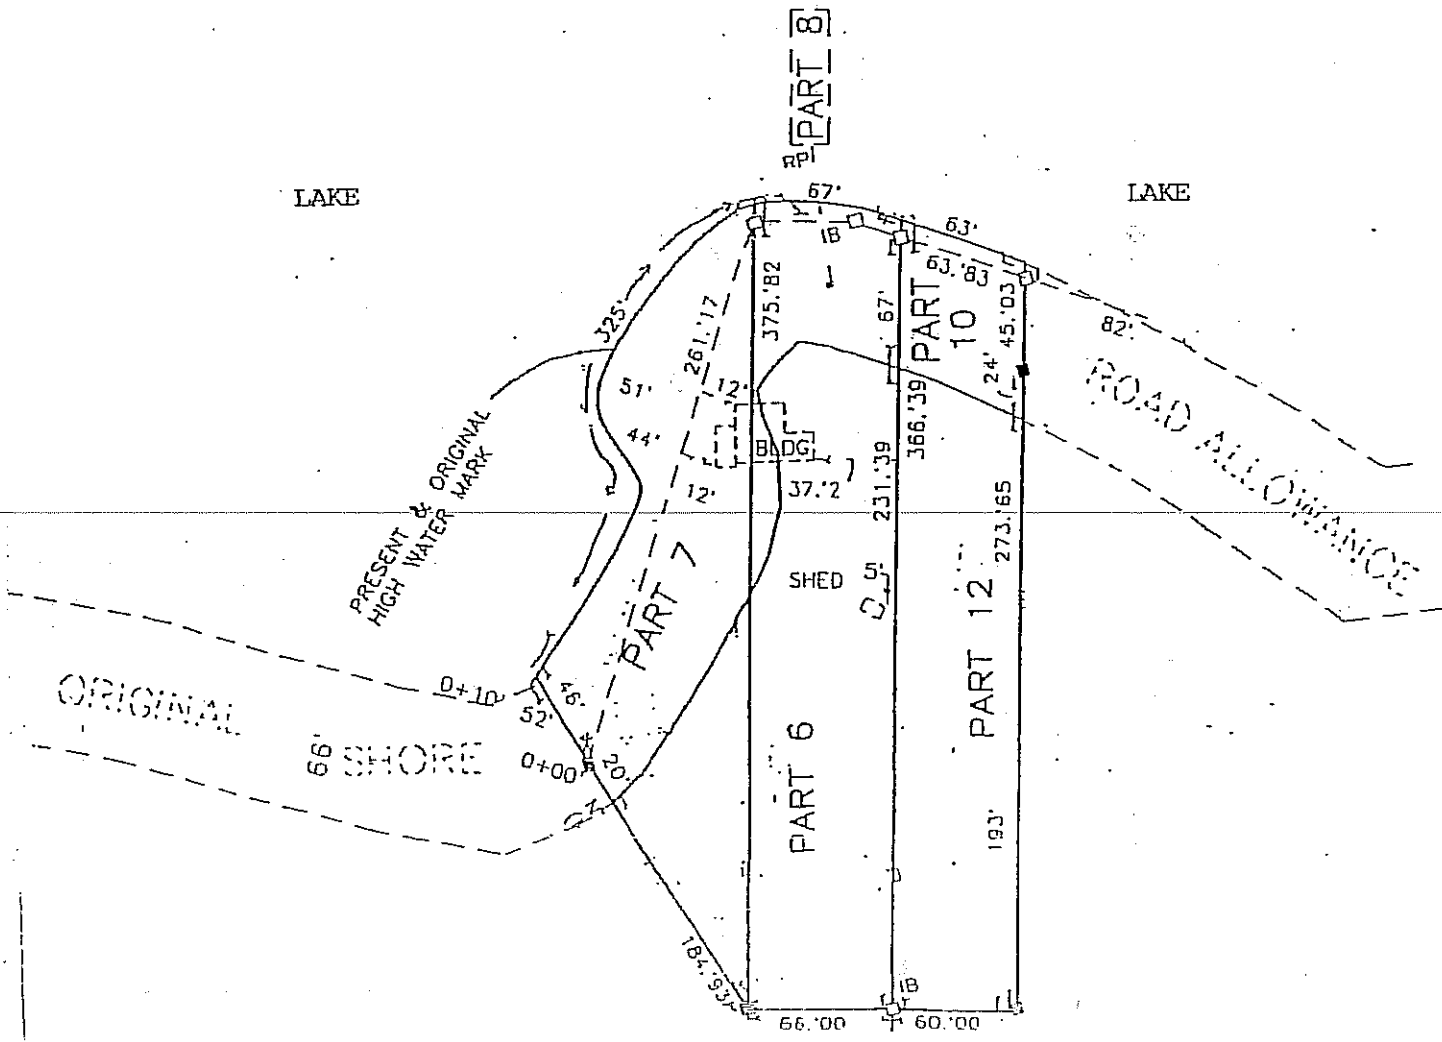 [PART 8]
RPI
LAKE
LAKE
67'
63'
IB
63.'83
325'
261.'17
375.'82
67'
PART
10
45.'03
24'
82'
ROAD ALLOWANCE
51'
12'
44'
BLDG
12'
37.'2
231.'39
366.'39
273.'65
PRESENT & ORIGINAL
HIGH WATER MARK
PART 7
SHED
5'
PART 12
ORIGINAL
66'
SHORE
0+10
46'
52'
0+00
20'
PART 6
193'
184.'93
IB
66.'00
60.'00